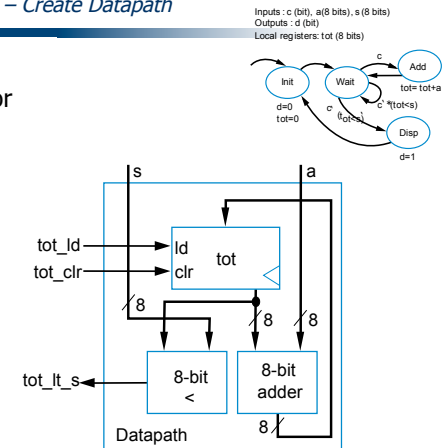 – Create Datapath
Inputs : c (bit), a(8 bits), s (8 bits)
Outputs : d (bit)
Local registers: tot (8 bits)
or
c
Init
Wait
Add
d=0
tot=0
tot= tot+a
c‘ *(tot<s)
c‘ (tot<s)‘
Disp
d=1
s
a
tot_ld
ld
tot
tot_clr
clr
8
8
8
tot_lt_s
8-bit
<
8-bit
adder
8
Datapath